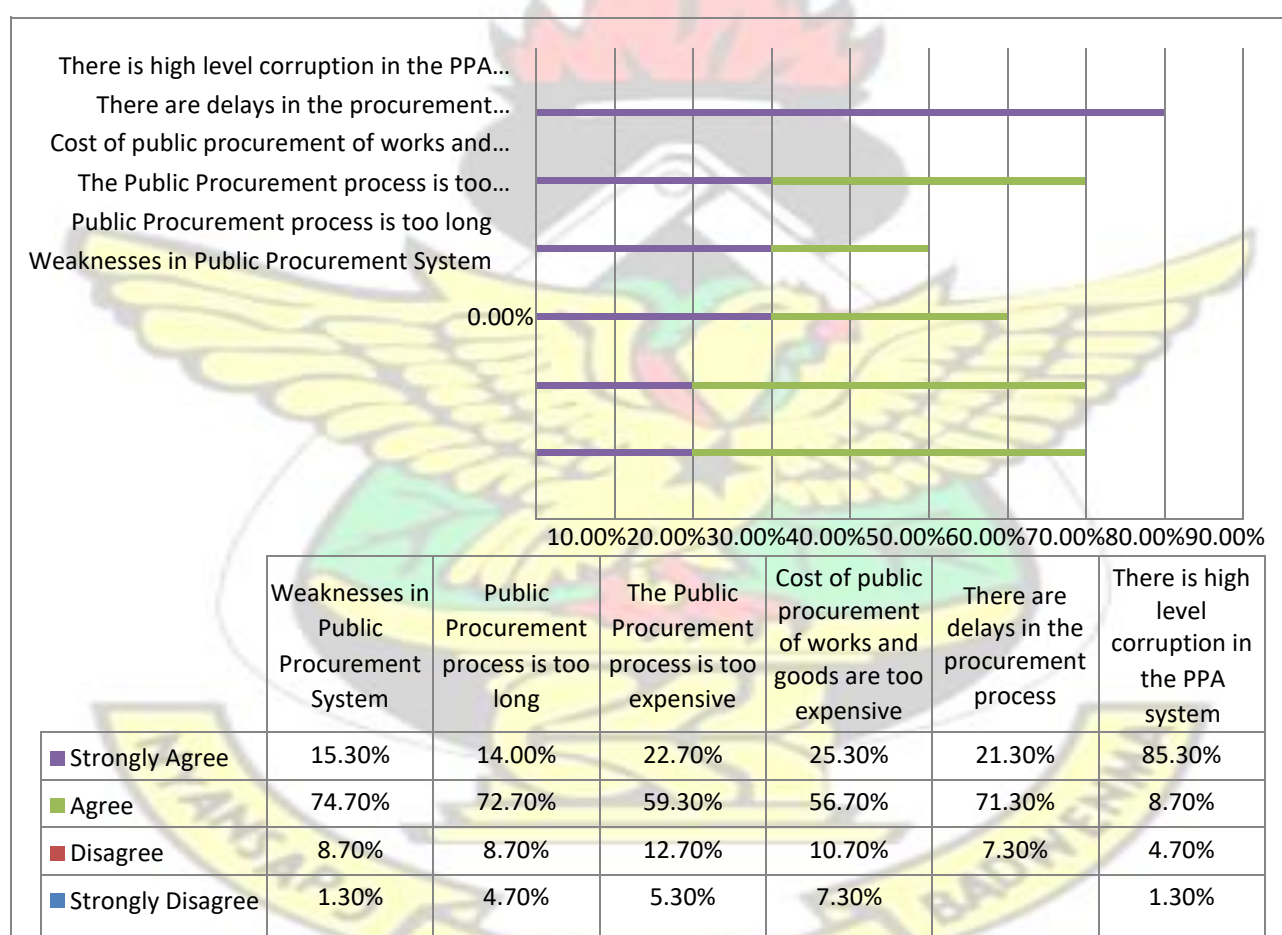 There is high level corruption in the PPA…
There are delays in the procurement…
Cost of public procurement of works and…
The Public Procurement process is too…
Public Procurement process is too long
Weaknesses in Public Procurement System
0.00%
10.00%20.00%30.00%40.00%50.00%60.00%70.00%80.00%90.00%
Weaknesses in
Public
Procurement
System
Public
Procurement
process is too
long
The Public
Procurement
process is too
expensive
Cost of public
procurement
of works and
goods are too
expensive
There are
delays in the
procurement
process
There is high
level
corruption in
the PPA
system
Strongly Agree 15.30% 14.00% 22.70% 25.30% 21.30% 85.30%
Agree 74.70% 72.70% 59.30% 56.70% 71.30% 8.70%
Disagree 8.70% 8.70% 12.70% 10.70% 7.30% 4.70%
Strongly Disagree 1.30% 4.70% 5.30% 7.30% 1.30%
NYANSAPO
BADWENMA